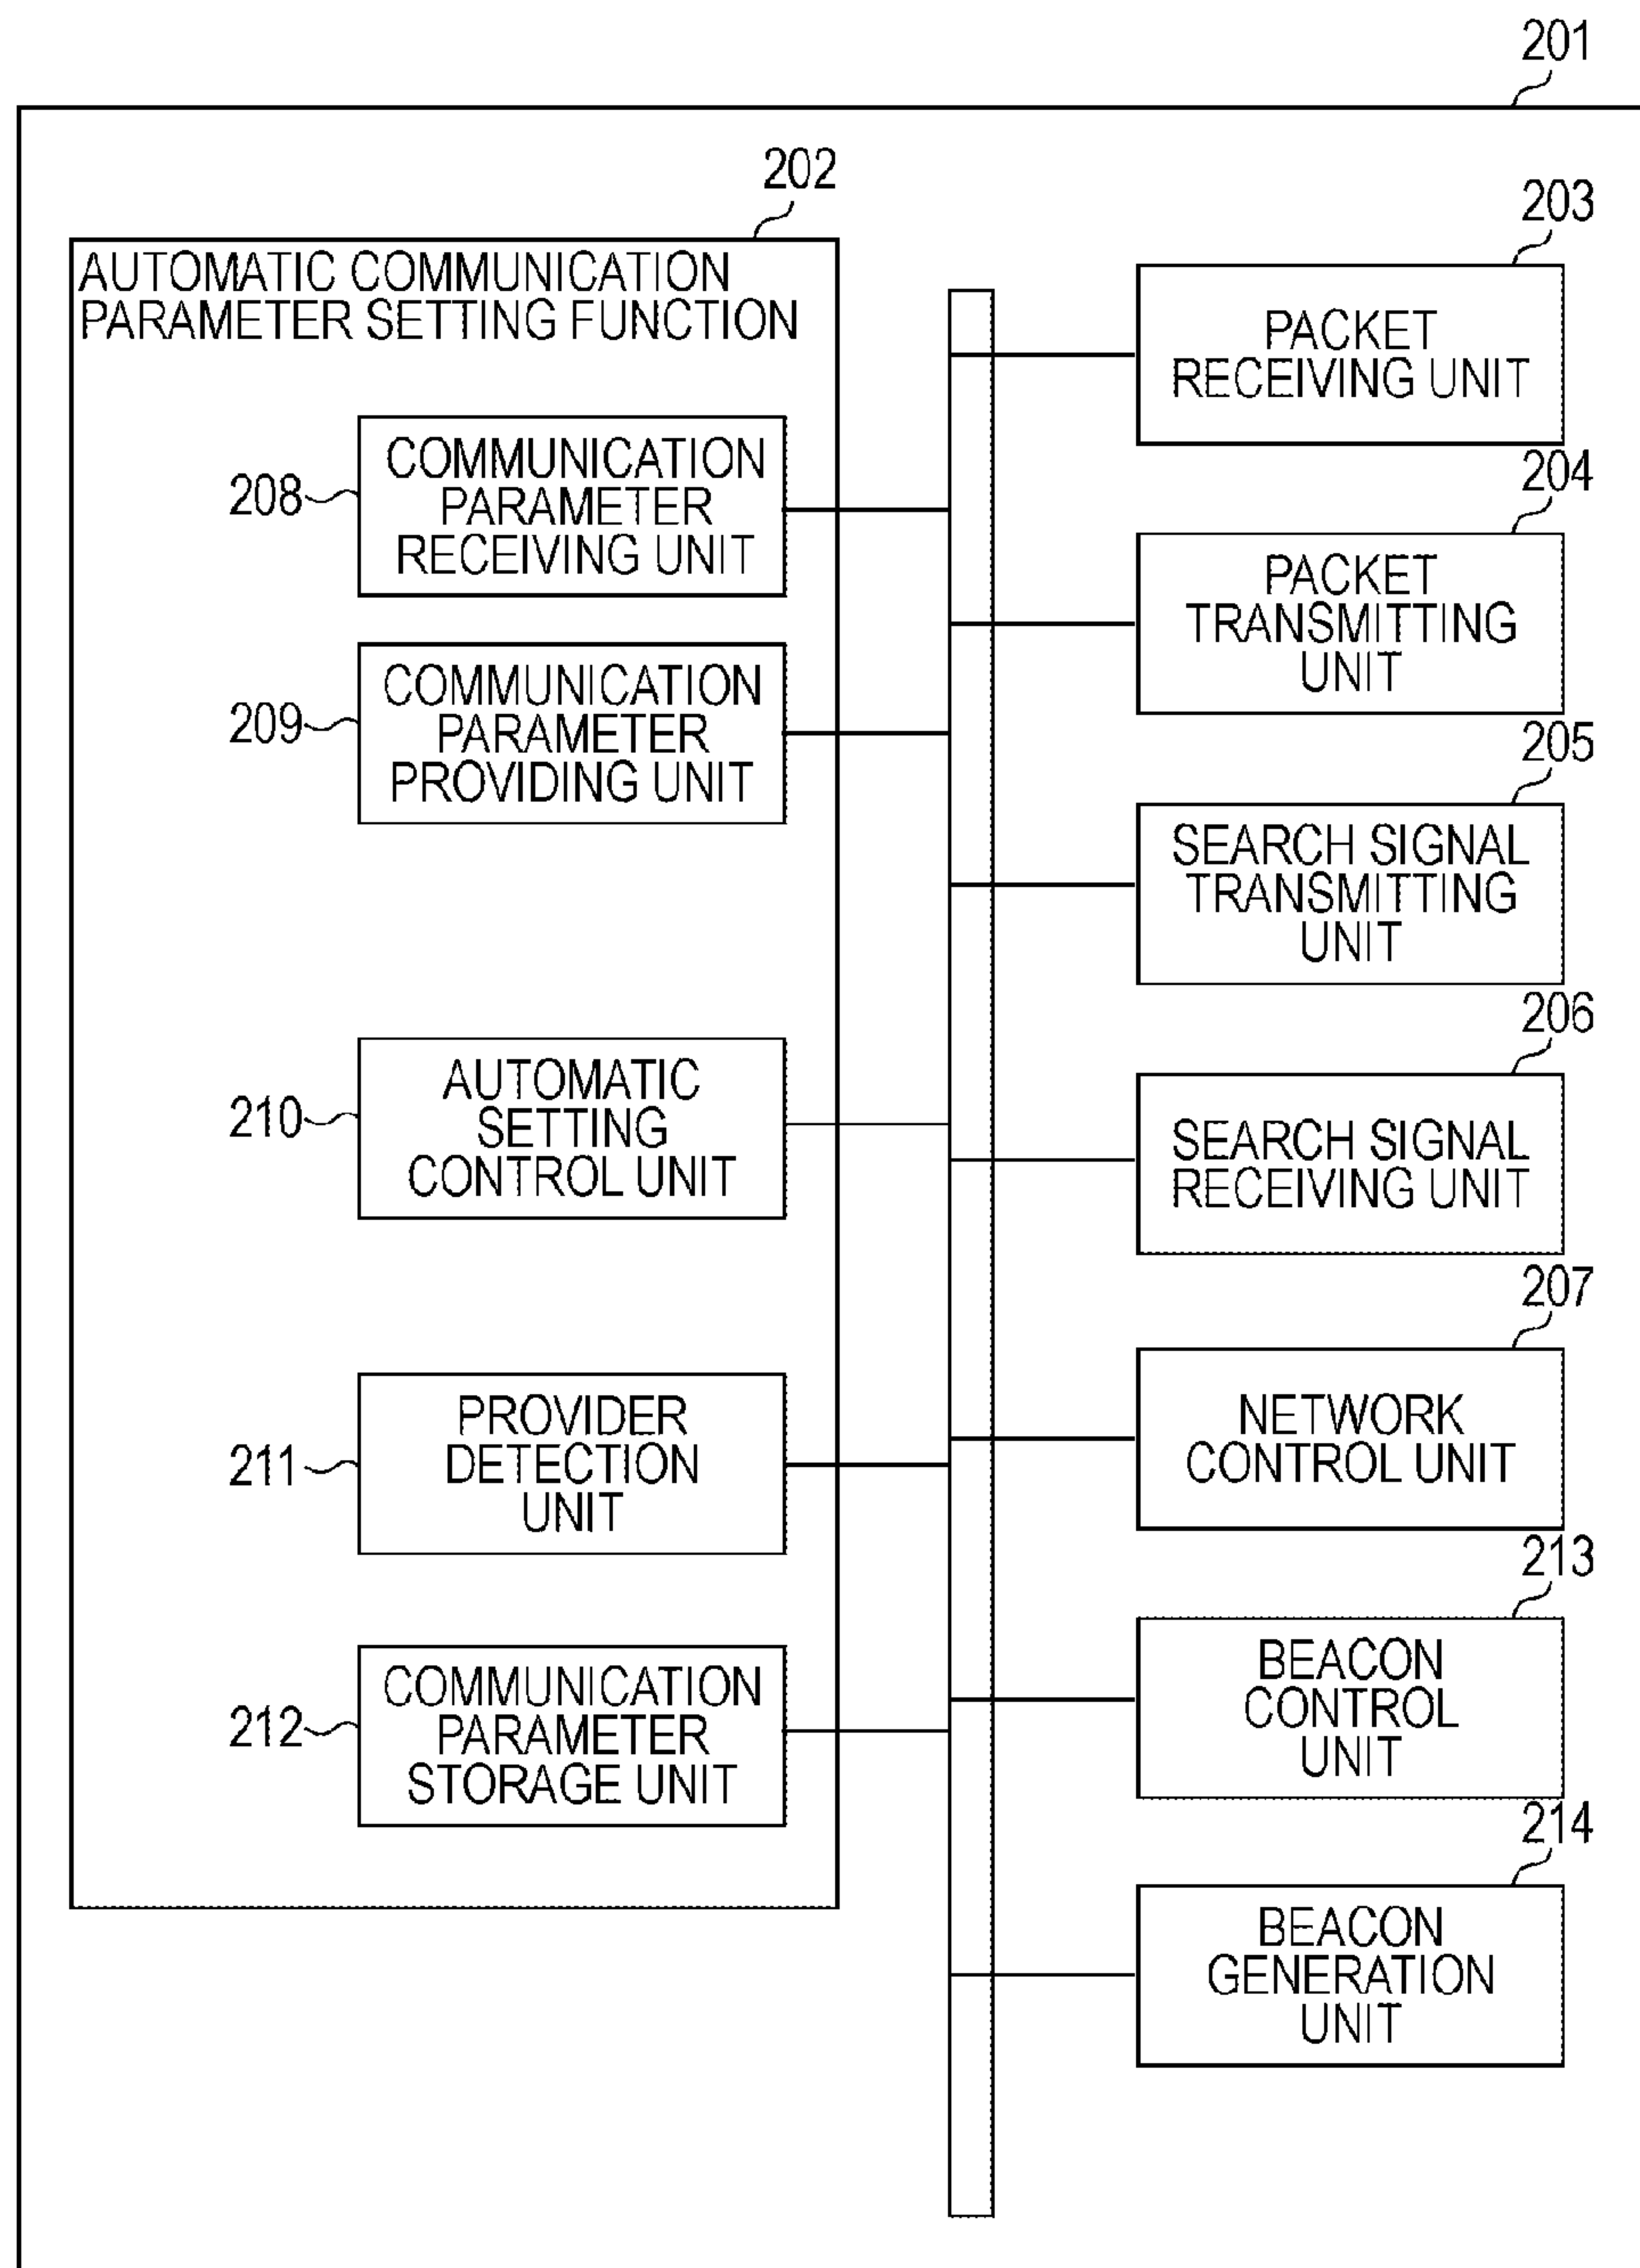 201
202
AUTOMATIC COMMUNICATION
PARAMETER SETTING FUNCTION
208
COMMUNICATION
PARAMETER
RECEIVING UNIT
209
COMMUNICATION
PARAMETER
PROVIDING UNIT
210
AUTOMATIC
SETTING
CONTROL UNIT
211
PROVIDER
DETECTION
UNIT
212
COMMUNICATION
PARAMETER
STORAGE UNIT
203
PACKET
RECEIVING UNIT
204
PACKET
TRANSMITTING
UNIT
205
SEARCH SIGNAL
TRANSMITTING
UNIT
206
SEARCH SIGNAL
RECEIVING UNIT
207
NETWORK
CONTROL UNIT
213
BEACON
CONTROL
UNIT
214
BEACON
GENERATION
UNIT